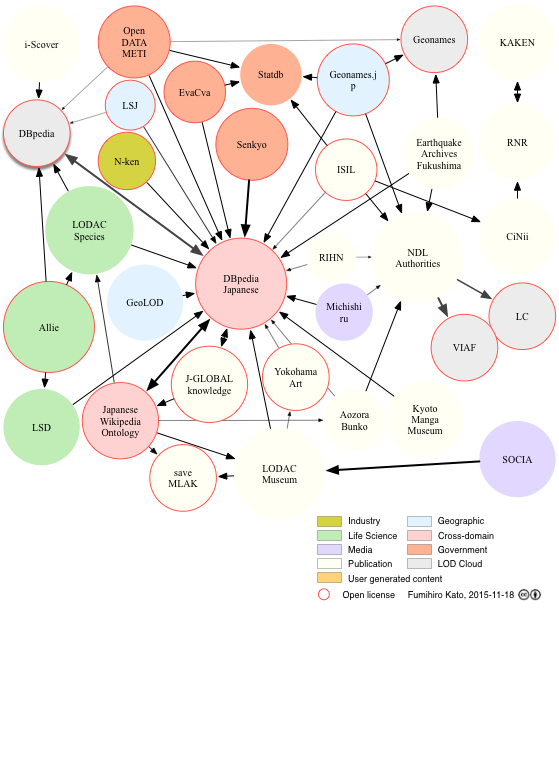 i-Scover
Open
DATA
METI
Geonames
KAKEN
Statdb
Geonames.j
p
EvaCva
LSJ
DBpedia
Senkyo
N-ken
ISIL
Earthquake
Archives
Fukushima
RNR
LODAC
Species
CiNii
RIHN
NDL
Authorities
DBpedia
Japanese
GeoLOD
Michishi
ru
LC
Allie
VIAF
J-GLOBAL
knowledge
Yokohama
Art
LSD
Japanese
Wikipedia
Ontology
Aozora
Bunko
Kyoto
Manga
Museum
SOCIA
save
MLAK
LODAC
Museum
Industry
Geographic
Life Science
Cross-domain
Media
Government
Publication
LOD Cloud
User generated content
Open license
Fumihiro Kato, 2015-11-18